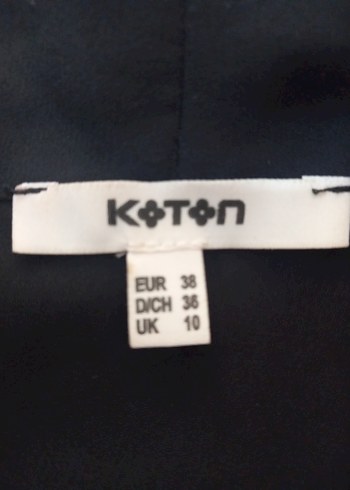 KOTON
EUR 38
D/CH 36
UK 10